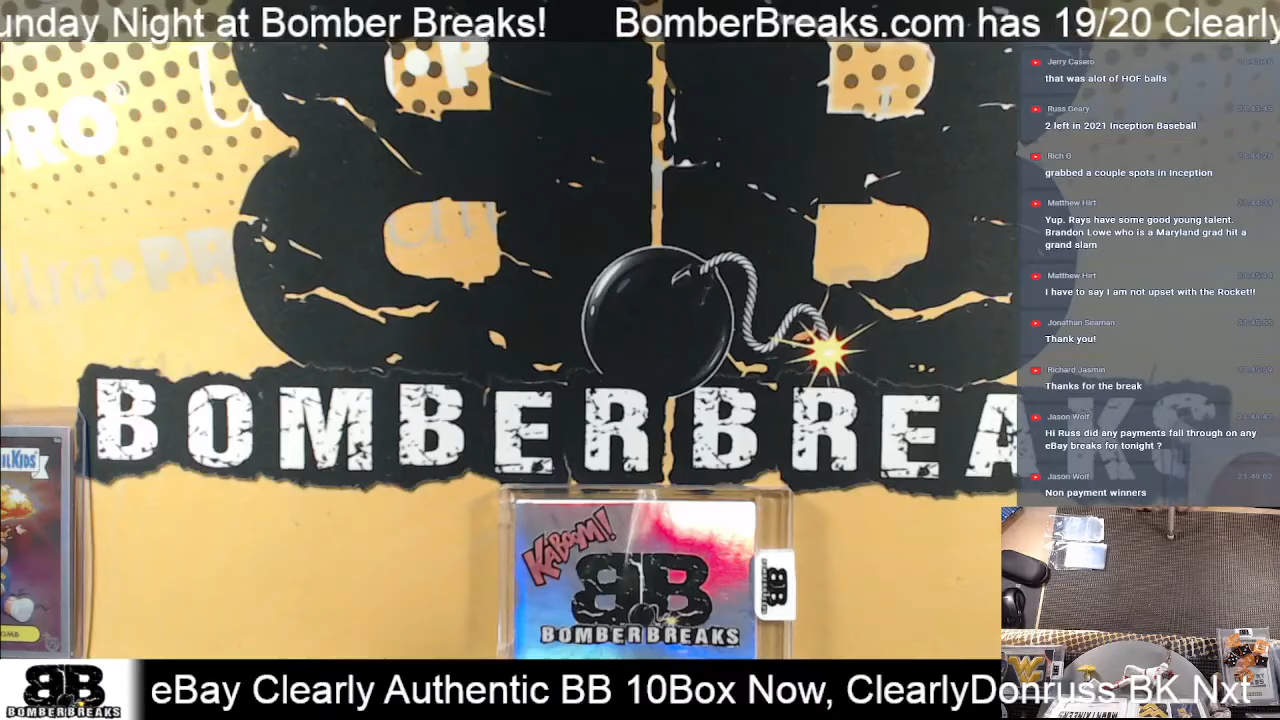 unday Night at Bomber Breaks! BomberBreaks.com has 19/20 Clearly
PRO
Jerry Casero
that was alot of HOF balls
Russ Geary
2 left in 2021 Inception Baseball
Rich G
grabbed a couple spots in Inception
Matthew Hirt
Yup. Rays have some good young talent.
Brandon Lowe who is a Maryland grad hit a
grand slam
Matthew Hirt
I have to say I am not upset with the Rocket!!
Jonathan Seaman
Thank you!
Richard Jasmin
Thanks for the break
Jason Wolf
Hi Russ did any payments fall through on any
eBay breaks for tonight ?
Jason Wolf
Non payment winners
BOMBERBREAKS
KABOOM!!
BB
BOMBERBREAKS
BB
BB
BOMBERBREAKS
eBay Clearly Authentic BB 10Box Now, ClearlyDonruss BK Nxt